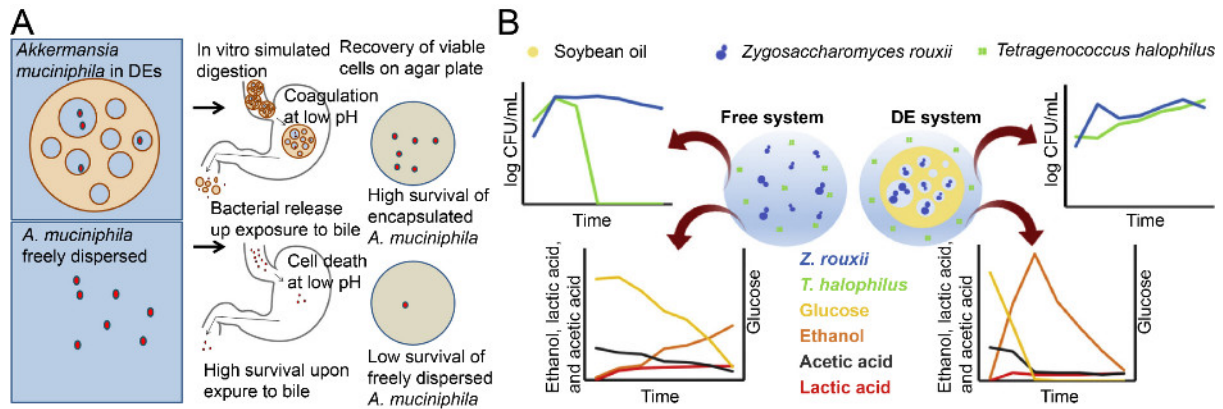 A
Akkermansia
muciniphila in DEs
In vitro simulated
digestion
Recovery of viable
cells on agar plate
Coagulation
at low pH
Bacterial release
up exposure to bile
High survival of
encapsulated
A. muciniphila
A. muciniphila
freely dispersed
Cell death
at low pH
High survival upon
expure to bile
Low survival of
freely dispersed
A. muciniphila
B
Soybean oil
Zygosaccharomyces rouxii
Tetragenococcus halophilus
log CFU/mL
Time
Free system
DE system
log CFU/mL
Time
Ethanol, lactic acid,
and acetic acid
Glucose
Time
Z. rouxii
T. halophilus
Glucose
Ethanol
Acetic acid
Lactic acid
Ethanol, lactic acid,
and acetic acid
Glucose
Time